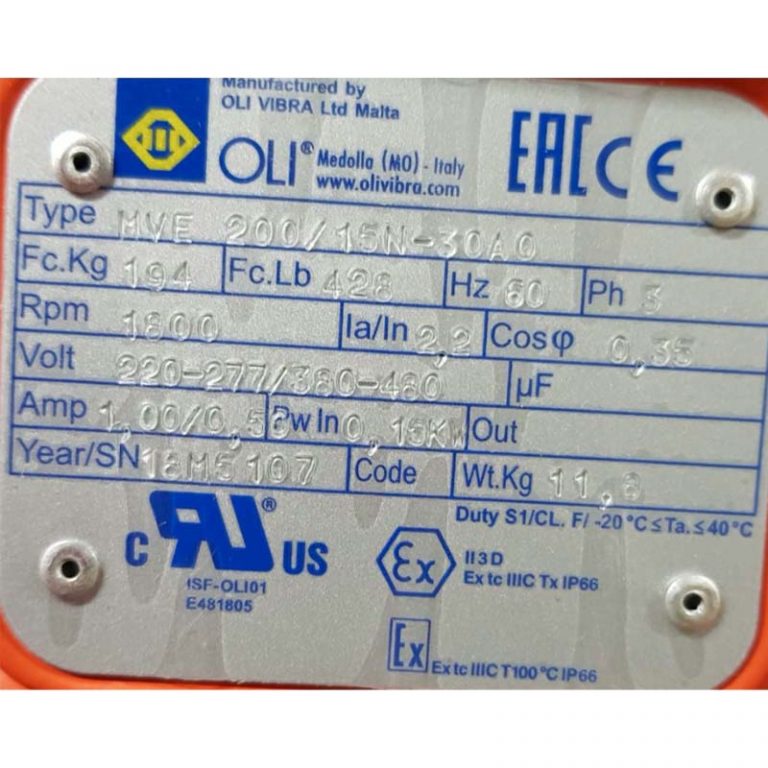 Manufactured by
OLI VIBRA Ltd Malta
OLI® Medolla (MO) - Italy
www.olivibra.com
EAC CE
Type MVE 200/15N-30A0
Fc.Kg 194 Fc.Lb 428 Hz 60 Ph 3
Rpm 1800 Ia/In 2,2 Cosφ 0,35
Volt 220-277/380-480 μF
Amp 1,00/0,58 Pw In 0,15KW Out
Year/SN 18M5107 Code Wt.Kg 11,8
Duty S1/CL. F/ -20°C≤Ta.≤40°C
c RU® US
ISF-OLI01
E481805
Ex II 3 D
Ex tc IIIC Tx IP66
Ex Ex tc IIIC T100°C IP66